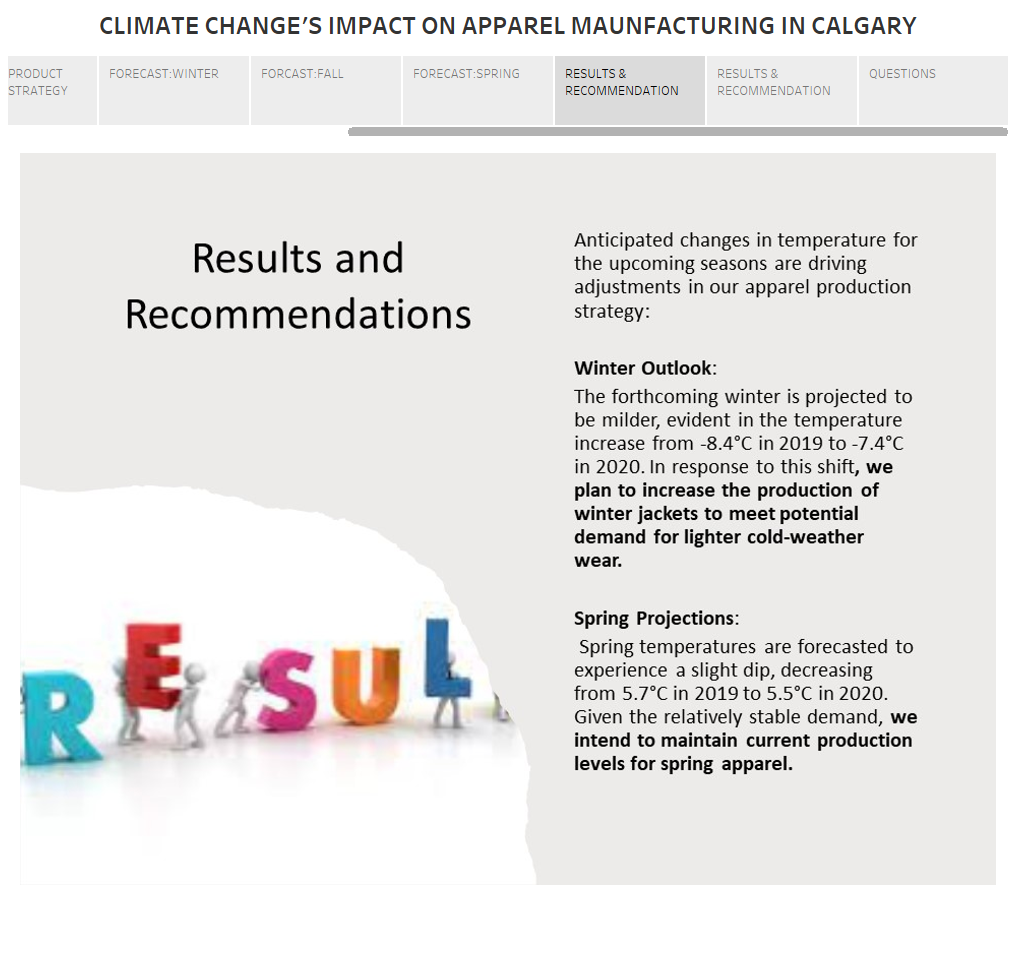 CLIMATE CHANGE’S IMPACT ON APPAREL MAUNFACTURING IN CALGARY
PRODUCT
STRATEGY
FORECAST:WINTER
FORCAST:FALL
FORECAST:SPRING
RESULTS &
RECOMMENDATION
RESULTS &
RECOMMENDATION
QUESTIONS
Results and
Recommendations
Anticipated changes in temperature for
the upcoming seasons are driving
adjustments in our apparel production
strategy:
Winter Outlook:
The forthcoming winter is projected to
be milder, evident in the temperature
increase from -8.4°C in 2019 to -7.4°C
in 2020. In response to this shift, we
plan to increase the production of
winter jackets to meet potential
demand for lighter cold-weather
wear.
Spring Projections:
Spring temperatures are forecasted to
experience a slight dip, decreasing
from 5.7°C in 2019 to 5.5°C in 2020.
Given the relatively stable demand, we
intend to maintain current production
levels for spring apparel.
RESUL